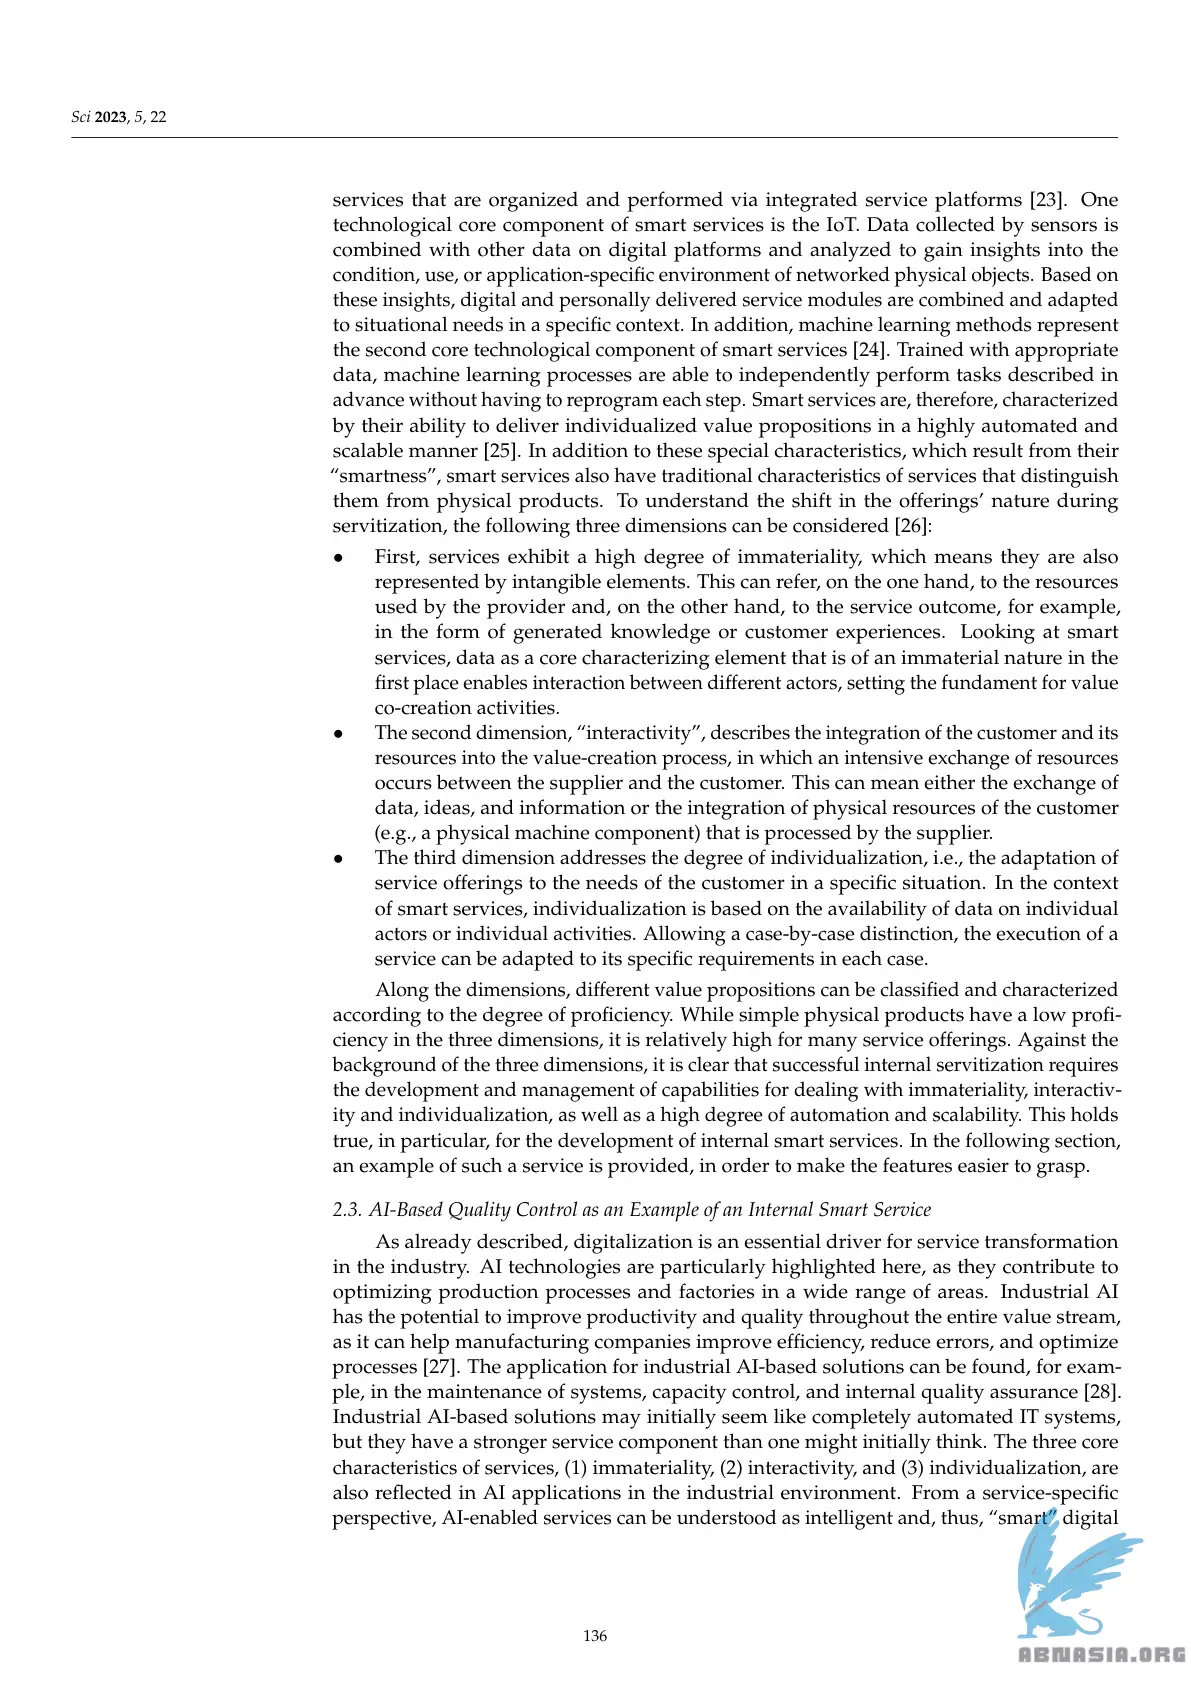 Sci 2023, 5, 22
services that are organized and performed via integrated service platforms [23]. One
technological core component of smart services is the IoT. Data collected by sensors is
combined with other data on digital platforms and analyzed to gain insights into the
condition, use, or application-specific environment of networked physical objects. Based on
these insights, digital and personally delivered service modules are combined and adapted
to situational needs in a specific context. In addition, machine learning methods represent
the second core technological component of smart services [24]. Trained with appropriate
data, machine learning processes are able to independently perform tasks described in
advance without having to reprogram each step. Smart services are, therefore, characterized
by their ability to deliver individualized value propositions in a highly automated and
scalable manner [25]. In addition to these special characteristics, which result from their
“smartness”, smart services also have traditional characteristics of services that distinguish
them from physical products. To understand the shift in the offerings’ nature during
servitization, the following three dimensions can be considered [26]:
• First, services exhibit a high degree of immateriality, which means they are also
represented by intangible elements. This can refer, on the one hand, to the resources
used by the provider and, on the other hand, to the service outcome, for example,
in the form of generated knowledge or customer experiences. Looking at smart
services, data as a core characterizing element that is of an immaterial nature in the
first place enables interaction between different actors, setting the fundament for value
co-creation activities.
• The second dimension, “interactivity”, describes the integration of the customer and its
resources into the value-creation process, in which an intensive exchange of resources
occurs between the supplier and the customer. This can mean either the exchange of
data, ideas, and information or the integration of physical resources of the customer
(e.g., a physical machine component) that is processed by the supplier.
• The third dimension addresses the degree of individualization, i.e., the adaptation of
service offerings to the needs of the customer in a specific situation. In the context
of smart services, individualization is based on the availability of data on individual
actors or individual activities. Allowing a case-by-case distinction, the execution of a
service can be adapted to its specific requirements in each case.
Along the dimensions, different value propositions can be classified and characterized
according to the degree of proficiency. While simple physical products have a low profi-
ciency in the three dimensions, it is relatively high for many service offerings. Against the
background of the three dimensions, it is clear that successful internal servitization requires
the development and management of capabilities for dealing with immateriality, interactiv-
ity and individualization, as well as a high degree of automation and scalability. This holds
true, in particular, for the development of internal smart services. In the following section,
an example of such a service is provided, in order to make the features easier to grasp.
2.3. AI-Based Quality Control as an Example of an Internal Smart Service
As already described, digitalization is an essential driver for service transformation
in the industry. AI technologies are particularly highlighted here, as they contribute to
optimizing production processes and factories in a wide range of areas. Industrial AI
has the potential to improve productivity and quality throughout the entire value stream,
as it can help manufacturing companies improve efficiency, reduce errors, and optimize
processes [27]. The application for industrial AI-based solutions can be found, for exam-
ple, in the maintenance of systems, capacity control, and internal quality assurance [28].
Industrial AI-based solutions may initially seem like completely automated IT systems,
but they have a stronger service component than one might initially think. The three core
characteristics of services, (1) immateriality, (2) interactivity, and (3) individualization, are
also reflected in AI applications in the industrial environment. From a service-specific
perspective, AI-enabled services can be understood as intelligent and, thus, “smart” digital
136
ABNASIA.ORG